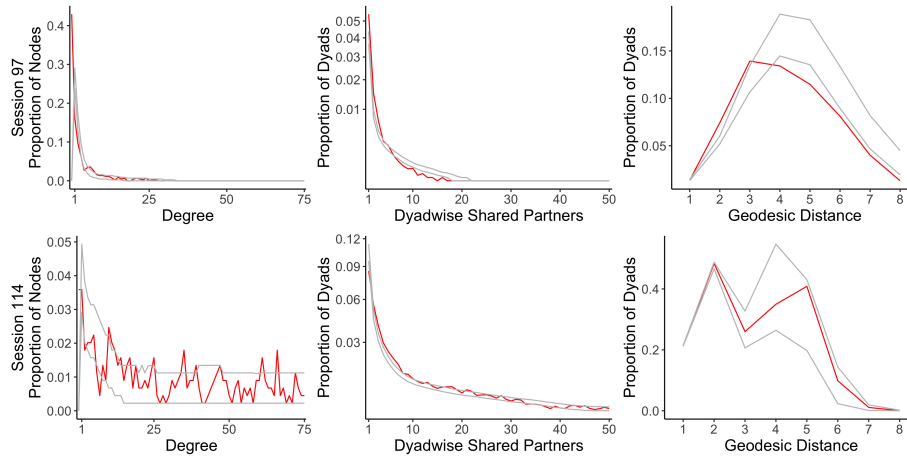 Session 97
Proportion of Nodes
0.4
0.3
0.2
0.1
0.0
1 25 50 75
Degree
Proportion of Dyads
0.05
0.04
0.03
0.02
0.01
1 10 20 30 40 50
Dyadwise Shared Partners
Proportion of Dyads
0.15
0.10
0.05
1 2 3 4 5 6 7 8
Geodesic Distance
Session 114
Proportion of Nodes
0.05
0.04
0.03
0.02
0.01
0.00
1 25 50 75
Degree
Proportion of Dyads
0.12
0.09
0.06
0.03
1 10 20 30 40 50
Dyadwise Shared Partners
Proportion of Dyads
0.4
0.2
0.0
1 2 3 4 5 6 7 8
Geodesic Distance